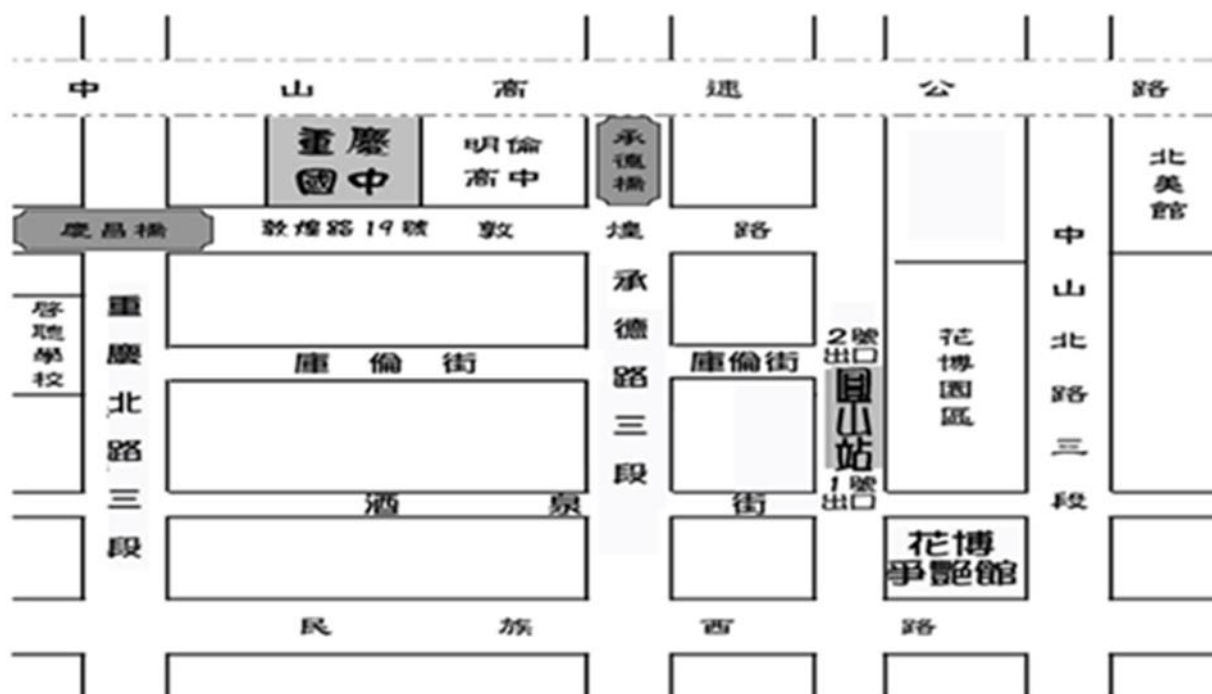 中山高速公路
重慶
國中
明倫
高中
承德橋
北美館
慶昌橋
敦煌路19號
敦煌路
啓聰學校
重慶北路三段
承德路三段
中山北路三段
庫倫街
庫倫街
2號
出口
圓山站
1號
出口
花博園區
酒泉街
花博
爭艷館
民族西路